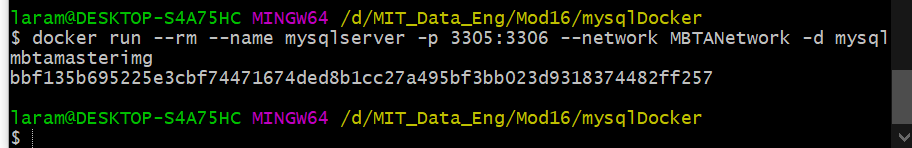 laram@DESKTOP-S4A75HC MINGW64 /d/MIT_Data_Eng/Mod16/mysqlDocker
$ docker run --rm --name mysqlserver -p 3305:3306 --network MBTANetwork -d mysql
mbtamasterimg
bbf135b695225e3cbf74471674ded8b1cc27a495bf3bb023d9318374482ff257
laram@DESKTOP-S4A75HC MINGW64 /d/MIT_Data_Eng/Mod16/mysqlDocker
$